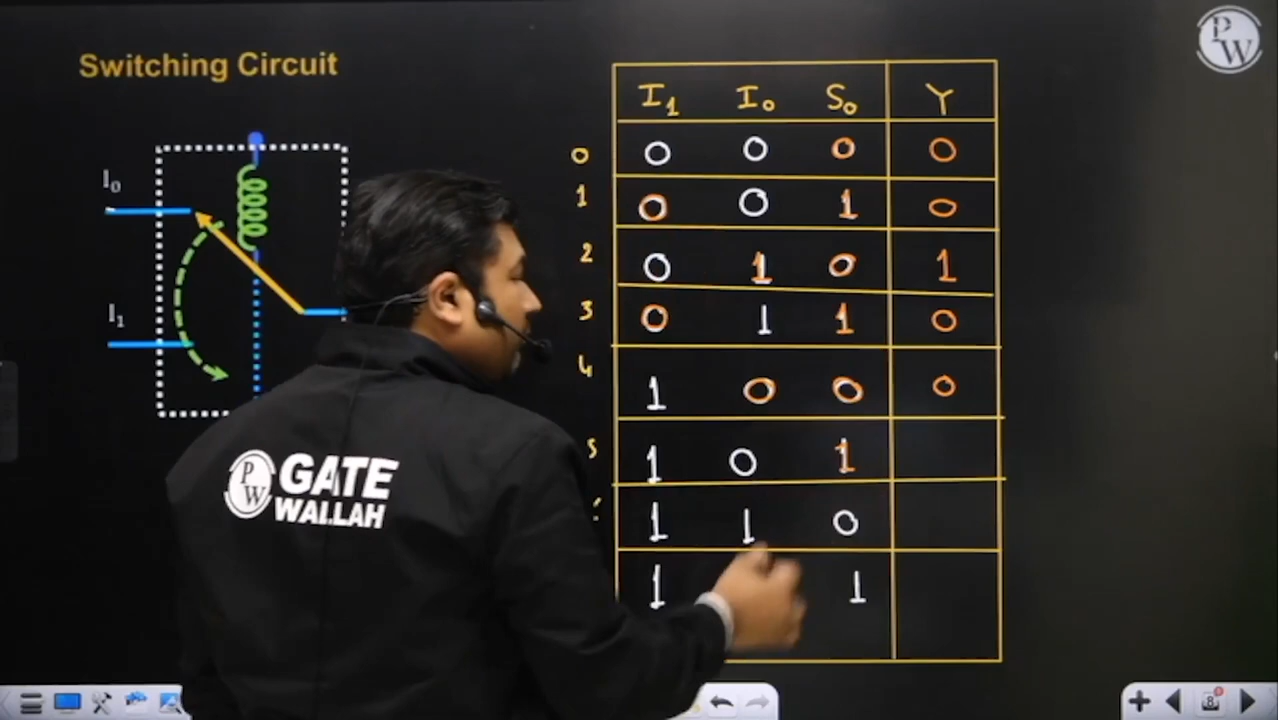 Switching Circuit
PW
I₁ I₀ S₀ Y
0 0 0 0 0
1 0 0 1 0
2 0 1 0 1
3 0 1 1 0
4 1 0 0 0
5 1 0 1
1 1 0
1 1
I₀
I₁
PW GATE
WALLAH
8